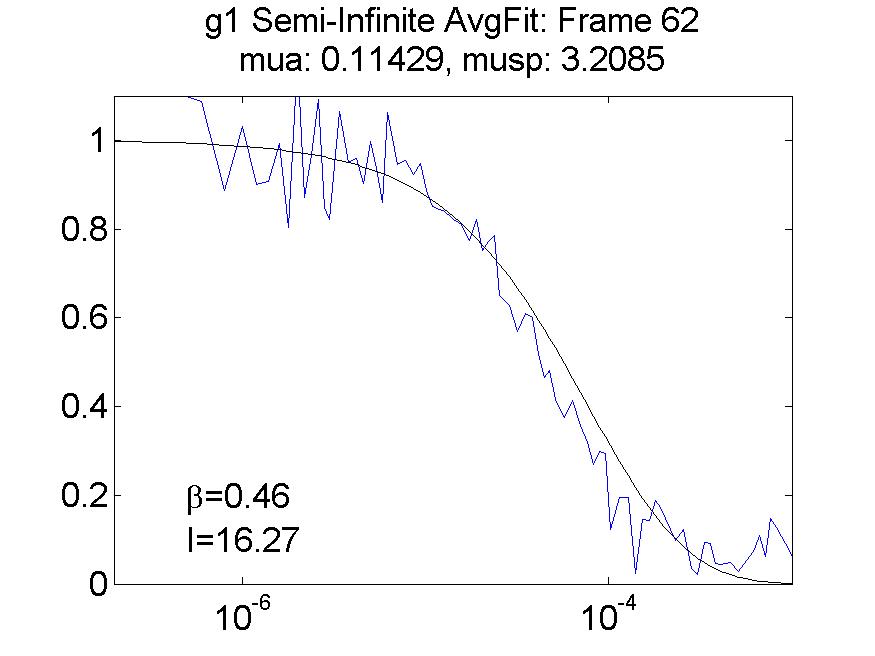 g1 Semi-Infinite AvgFit: Frame 62
mua: 0.11429, musp: 3.2085
1
0.8
0.6
0.4
0.2
0
β=0.46
I=16.27
10^-6
10^-4